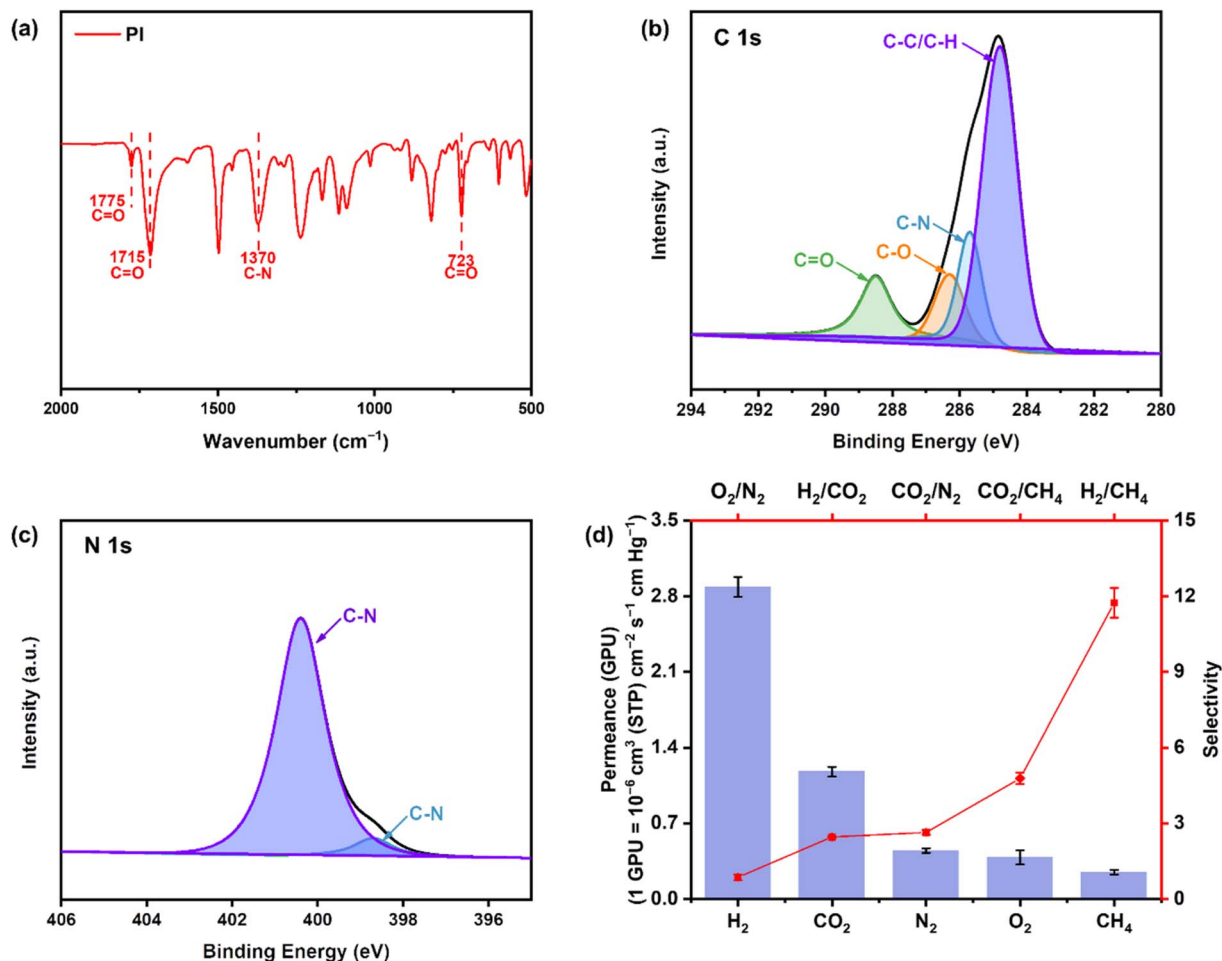 (a)
PI
1775
C=O
1715
C=O
1370
C-N
723
C=O
2000
1500
1000
500
Wavenumber (cm⁻¹)
(b)
C 1s
C-C/C-H
C-N
C-O
C=O
Intensity (a.u.)
294
292
290
288
286
284
282
280
Binding Energy (eV)
(c)
N 1s
C-N
C-N
Intensity (a.u.)
406
404
402
400
398
396
Binding Energy (eV)
O₂/N₂
H₂/CO₂
CO₂/N₂
CO₂/CH₄
H₂/CH₄
(d)
3.5
2.8
2.1
1.4
0.7
0.0
Permeance (GPU)
(1 GPU = 10⁻⁶ cm³ (STP) cm⁻² s⁻¹ cm Hg⁻¹)
15
12
9
6
3
0
Selectivity
H₂
CO₂
N₂
O₂
CH₄